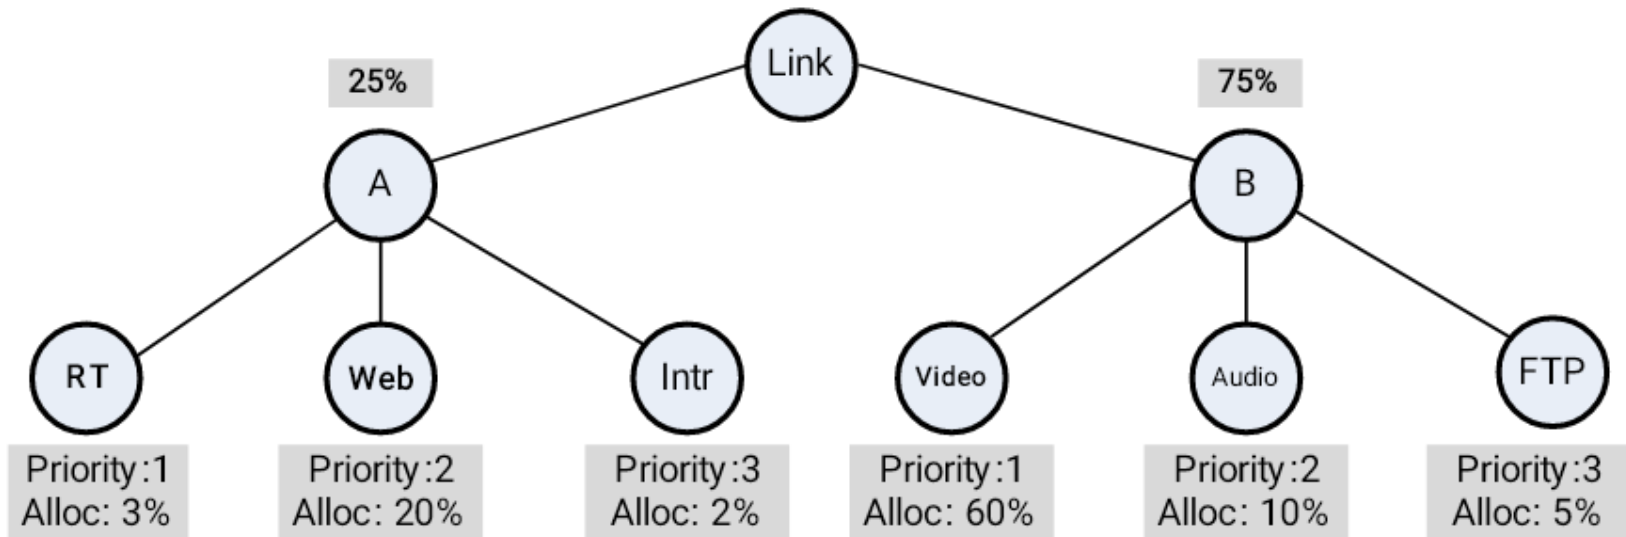 Link
25%
75%
A
B
RT
Web
Intr
Video
Audio
FTP
Priority:1
Alloc: 3%
Priority:2
Alloc: 20%
Priority:3
Alloc: 2%
Priority:1
Alloc: 60%
Priority:2
Alloc: 10%
Priority:3
Alloc: 5%